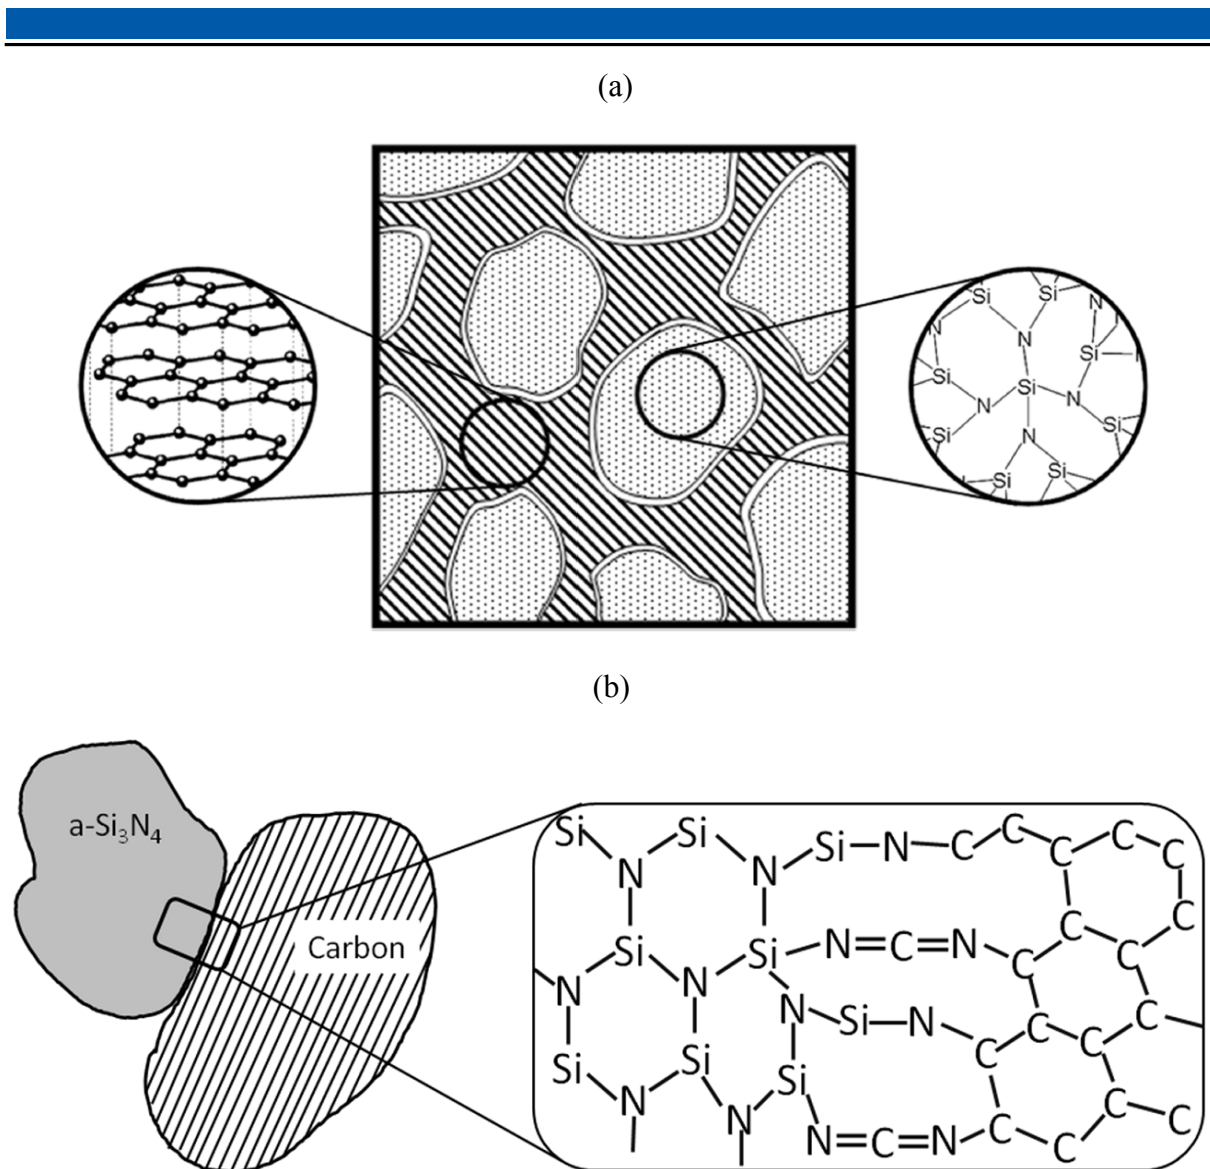 (a)
Si Si N
N N
Si Si
N Si N
Si N Si
Si Si
(b)
a-Si₃N₄
Carbon
Si Si Si N C C C C C
N N
Si Si N=C=N C C C C
N N N Si N C C C C
Si Si Si
N N N=C=N C C C C